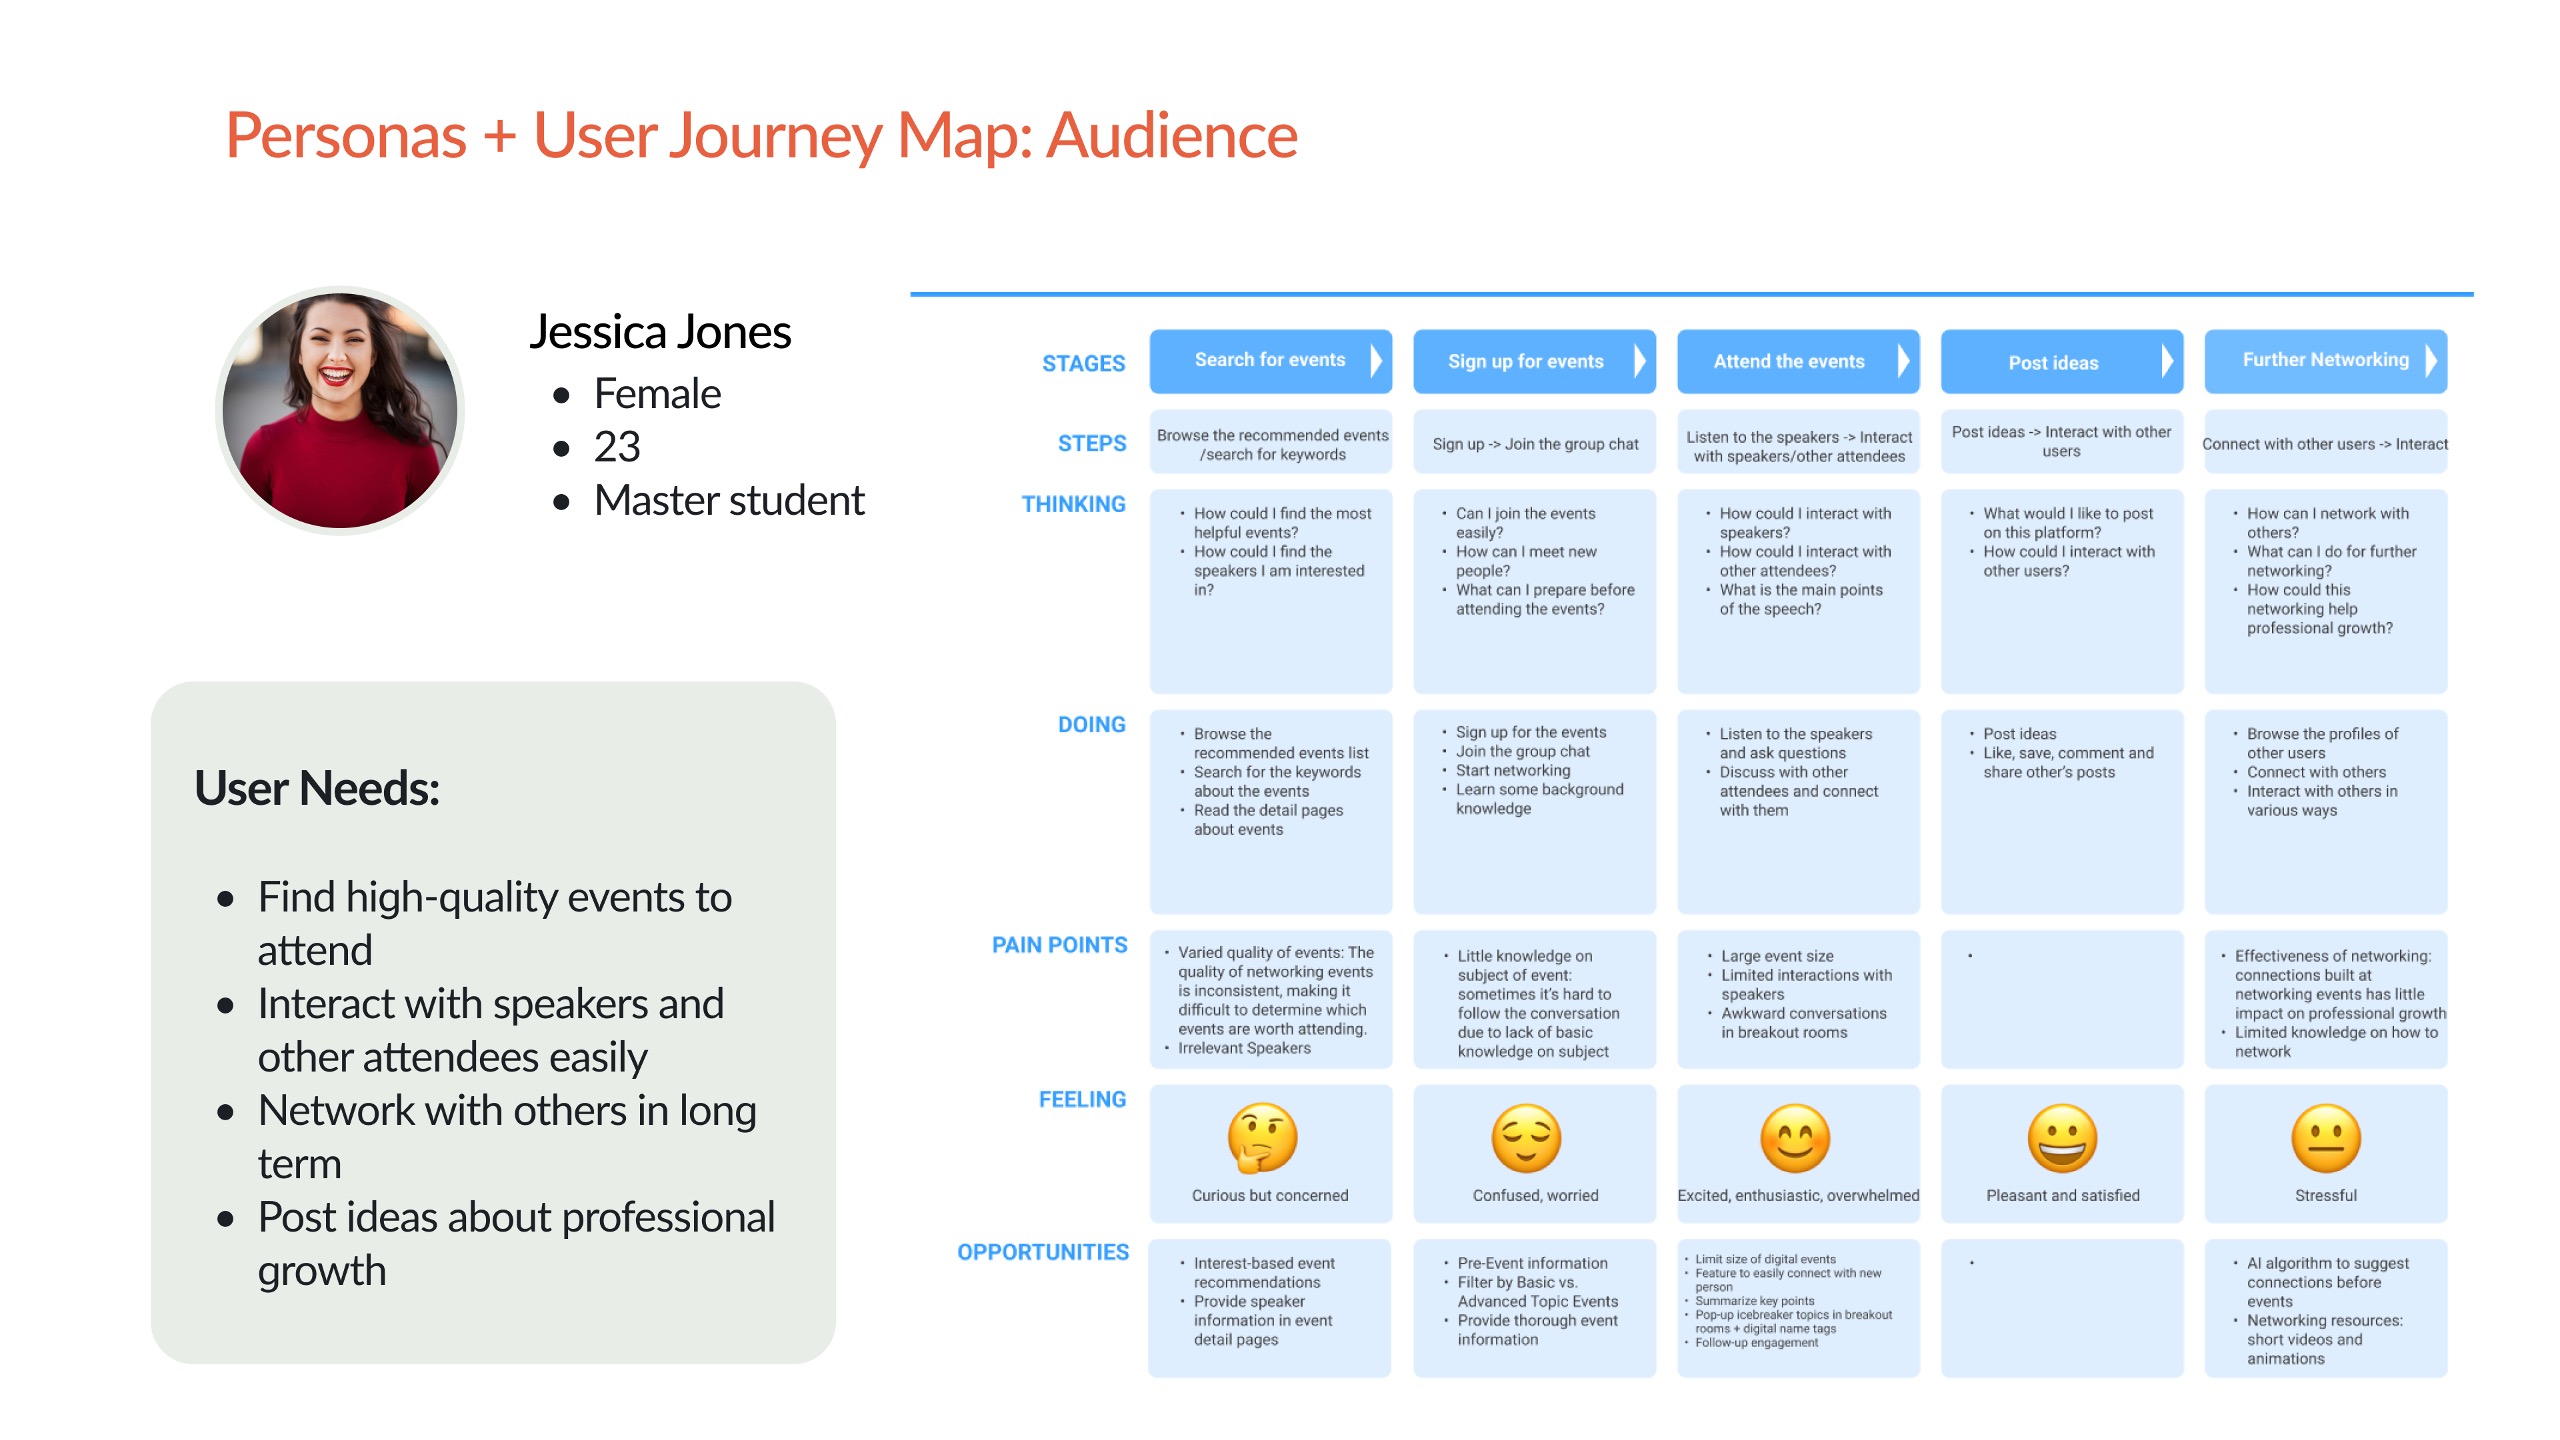 Personas + User Journey Map: Audience
Jessica Jones
• Female
• 23
• Master student
User Needs:
• Find high-quality events to
attend
• Interact with speakers and
other attendees easily
• Network with others in long
term
• Post ideas about professional
growth
STAGES
Search for events
Sign up for events
Attend the events
Post ideas
Further Networking
STEPS
Browse the recommended events
/search for keywords
Sign up -> Join the group chat
Listen to the speakers -> Interact
with speakers/other attendees
Post ideas -> Interact with other
users
Connect with other users -> Interact
THINKING
• How could I find the most
helpful events?
• How could I find the
speakers I am interested
in?
• Can I join the events
easily?
• How can I meet new
people?
• What can I prepare before
attending the events?
• How could I interact with
speakers?
• How could I interact with
other attendees?
• What is the main points
of the speech?
• What would I like to post
on this platform?
• How could I interact with
other users?
• How can I network with
others?
• What can I do for further
networking?
• How could this
networking help
professional growth?
DOING
• Browse the
recommended events list
• Search for the keywords
about the events
• Read the detail pages
about events
• Sign up for the events
• Join the group chat
• Start networking
• Learn some background
knowledge
• Listen to the speakers
and ask questions
• Discuss with other
attendees and connect
with them
• Post ideas
• Like, save, comment and
share other's posts
• Browse the profiles of
other users
• Connect with others
• Interact with others in
various ways
PAIN POINTS
• Varied quality of events: The
quality of networking events
is inconsistent, making it
difficult to determine which
events are worth attending.
• Irrelevant Speakers
• Little knowledge on
subject of event:
sometimes it's hard to
follow the conversation
due to lack of basic
knowledge on subject
• Large event size
• Limited interactions with
speakers
• Awkward conversations
in breakout rooms
•
• Effectiveness of networking:
connections built at
networking events has little
impact on professional growth
• Limited knowledge on how to
network
FEELING
Curious but concerned
Confused, worried
Excited, enthusiastic, overwhelmed
Pleasant and satisfied
Stressful
OPPORTUNITIES
• Interest-based event
recommendations
• Provide speaker
information in event
detail pages
• Pre-Event information
• Filter by Basic vs.
Advanced Topic Events
• Provide thorough event
information
• Limit size of digital events
• Feature to easily connect with new
person
• Summarize key points
• Pop-up icebreaker topics in breakout
rooms + digital name tags
• Follow-up engagement
•
• AI algorithm to suggest
connections before
events
• Networking resources:
short videos and
animations